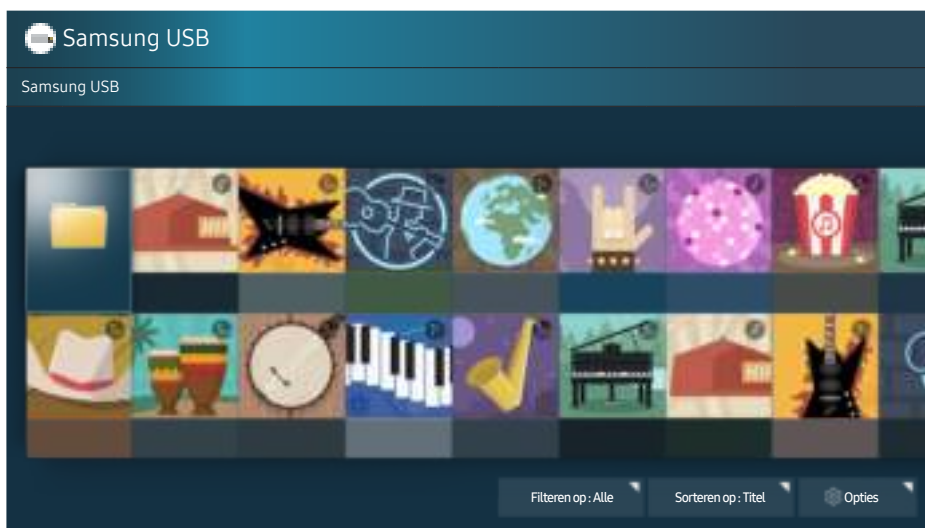 Samsung USB
Samsung USB
Filteren op : Alle
Sorteren op : Titel
Opties